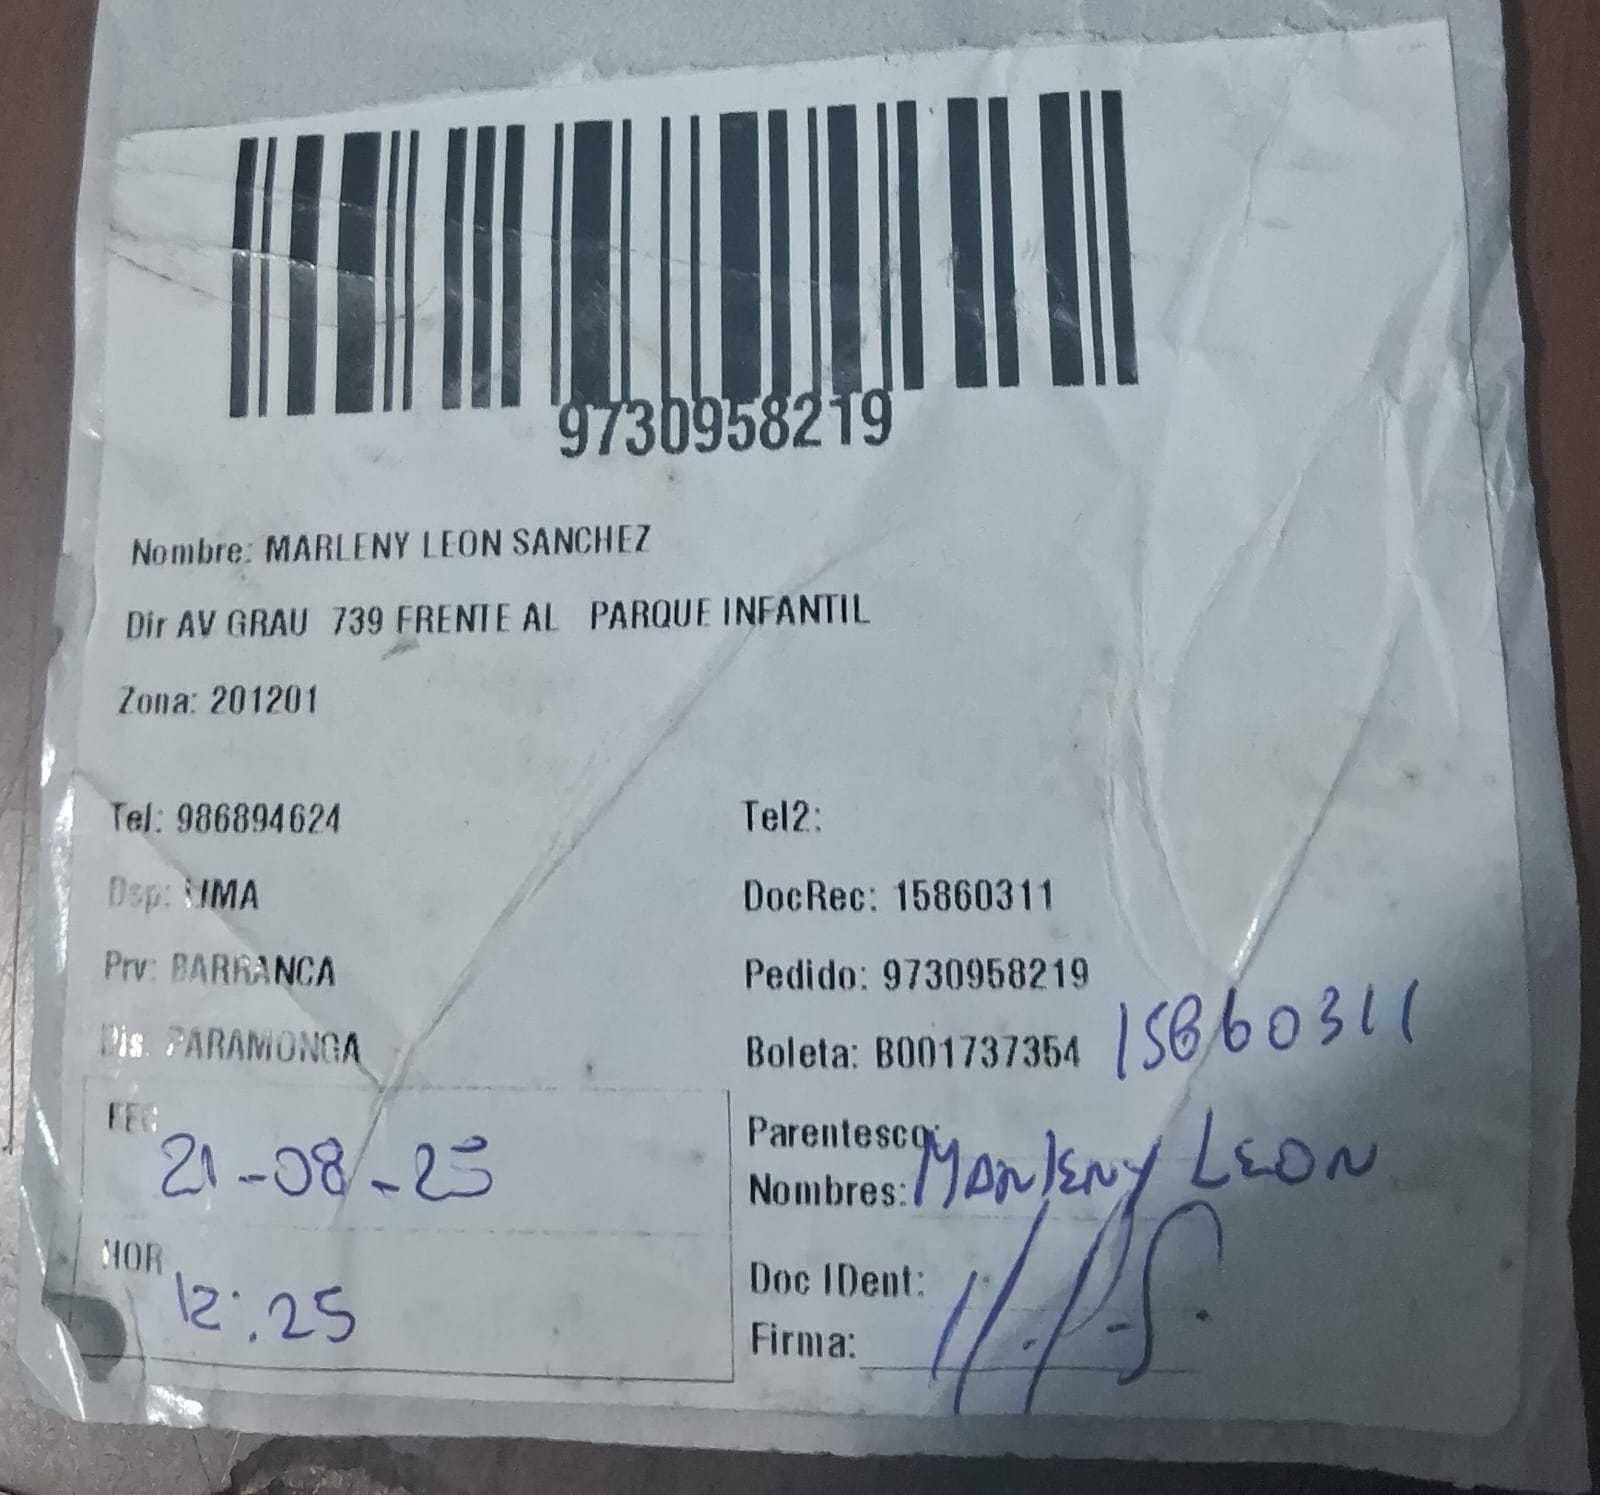 9730958219
Nombre: MARLENY LEON SANCHEZ
Dir AV GRAU 739 FRENTE AL PARQUE INFANTIL
Zona: 201201
Tel: 986894624 Tel2:
Dsp: LIMA DocRec: 15860311
Prv: BARRANCA Pedido: 9730958219
Dis. PARAMONGA Boleta: B001737354 15860311
FEC
21-08-25
Parentesco:
Nombres: MARLENY LEON
HOR
12:25
Doc IDent:
Firma: